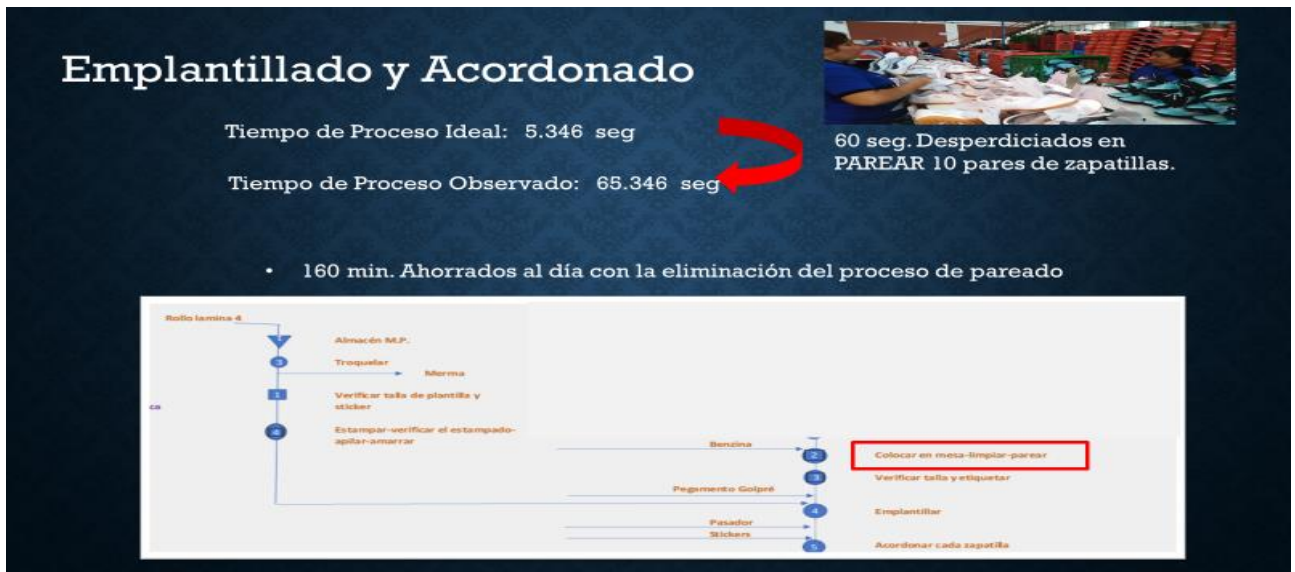 Emplantillado y Acordonado
Tiempo de Proceso Ideal: 5.346 seg
60 seg. Desperdiciados en
PAREAR 10 pares de zapatillas.
Tiempo de Proceso Observado: 65.346 seg
• 160 min. Ahorrados al día con la eliminación del proceso de pareado
Rollo lamina 4
Almacén M.P.
3
Troquelar
Merma
1
Verificar talla de plantilla y
sticker
ca
4
Estampar-verificar el estampado-
apilar-amarrar
Benzina
2
Colocar en mesa-limpiar-parear
3
Verificar talla y etiquetar
Pegamento Golpré
4
Emplantillar
Pasador
Stickers
5
Acordonar cada zapatilla